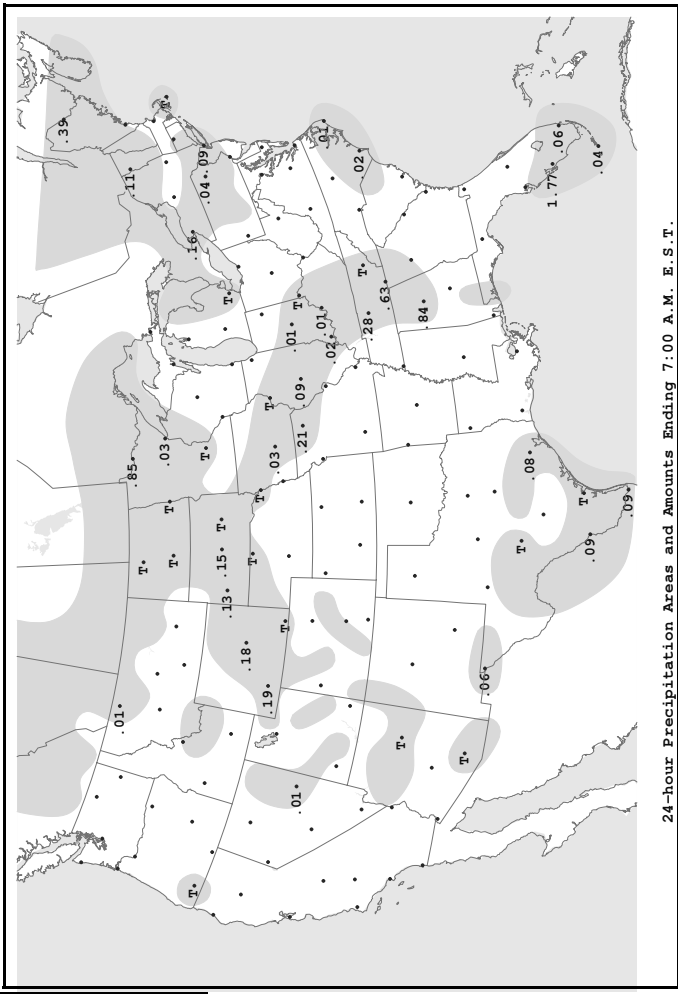 .39
.01
.85
.11
T
T
T
.03
T
T
.16
T
.04
.09
T
.15
T
.13
T
.18
T
T
.19
T
.03
T
.01
.01
T
.21
.09
.01
.01
.02
.02
T
.28
.63
T
.84
T
.06
T
.08
1.77
.06
T
.09
.04
.09
24-hour Precipitation Areas and Amounts Ending 7:00 A.M. E.S.T.